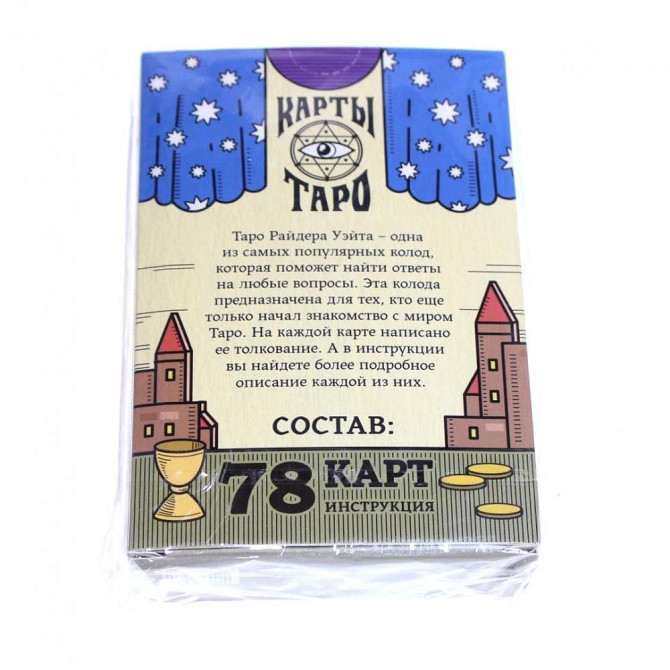 КАРТЫ
ТАРО
Таро Райдера Уэйта – одна
из самых популярных колод,
которая поможет найти ответы
на любые вопросы. Эта колода
предназначена для тех, кто еще
только начал знакомство с миром
Таро. На каждой карте написано
ее толкование. А в инструкции
вы найдете более подробное
описание каждой из них.
СОСТАВ:
78 КАРТ
ИНСТРУКЦИЯ